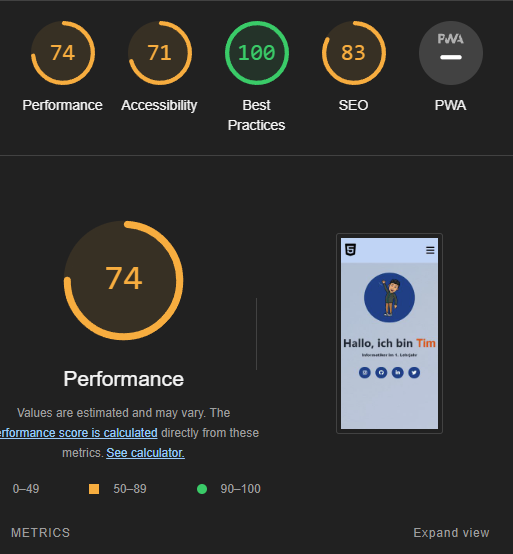 74
71
100
83
PWA
Performance
Accessibility
Best
Practices
SEO
PWA
74
Performance
Values are estimated and may vary. The
erformance score is calculated directly from these
metrics. See calculator.
0–49
50–89
90–100
5
Hallo, ich bin Tim
Informatiker im 1. Lehrjahr
METRICS
Expand view